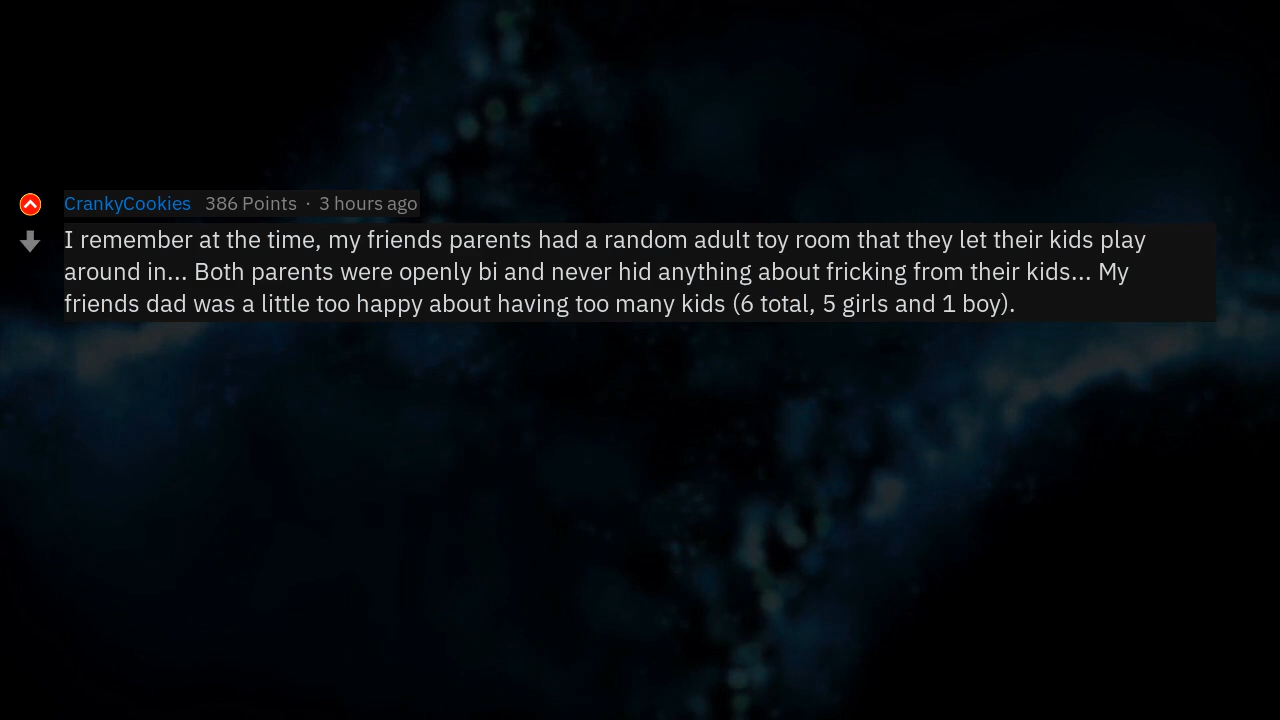 CrankyCookies 386 Points · 3 hours ago
I remember at the time, my friends parents had a random adult toy room that they let their kids play
around in... Both parents were openly bi and never hid anything about fricking from their kids... My
friends dad was a little too happy about having too many kids (6 total, 5 girls and 1 boy).